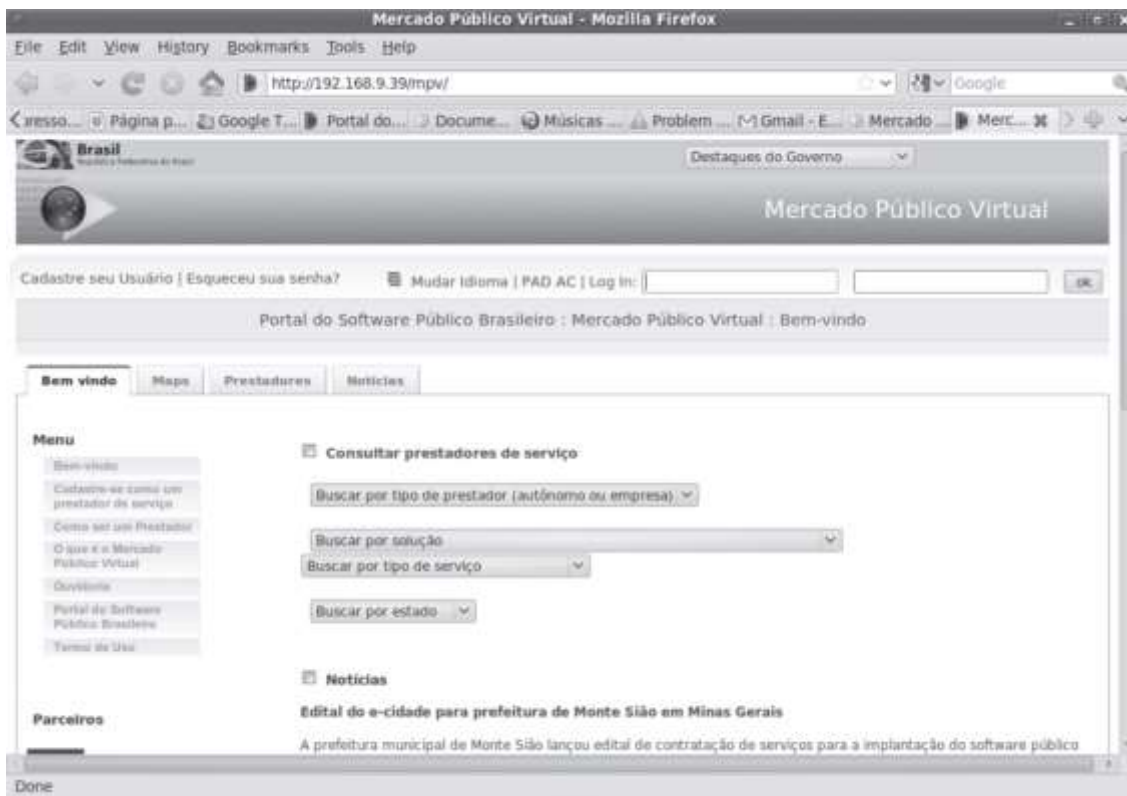 Mercado Público Virtual - Mozilla Firefox
File Edit View History Bookmarks Tools Help
http://192.168.9.39/mpv/ Google
aresso... Página p... Google T... Portal do... Docume... Músicas ... Problem ... Gmail - E... Mercado ... Merc...
Brasil Destaques do Governo
Mercado Público Virtual
Cadastre seu Usuário | Esqueceu sua senha? Mudar Idioma | PAD AC | Log In: ok
Portal do Software Público Brasileiro : Mercado Público Virtual : Bem-vindo
Bem vindo Maps Prestadores Notícias
Menu
Bem-vindo
Cadastre-se como um
prestador de serviço
Como ser um Prestador
O que é o Mercado
Público Virtual
Ouvidoria
Portal do Software
Público Brasileiro
Termo de Uso
Parceiros
Consultar prestadores de serviço
Buscar por tipo de prestador (autônomo ou empresa)
Buscar por solução
Buscar por tipo de serviço
Buscar por estado
Notícias
Edital do e-cidade para prefeitura de Monte Sião em Minas Gerais
A prefeitura municipal de Monte Sião lançou edital de contratação de serviços para a implantação do software público
Done